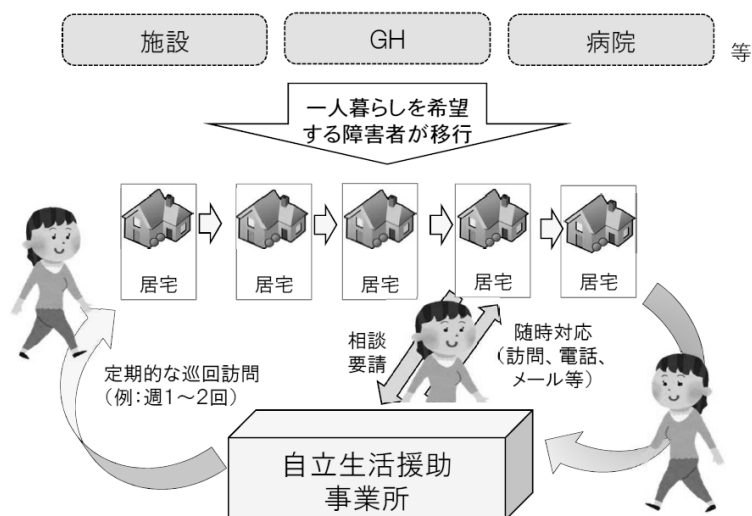 施設
GH
病院
等
一人暮らしを希望
する障害者が移行
居宅
居宅
居宅
居宅
居宅
相談
要請
随時対応
(訪問、電話、
メール等)
定期的な巡回訪問
(例:週1~2回)
自立生活援助
事業所